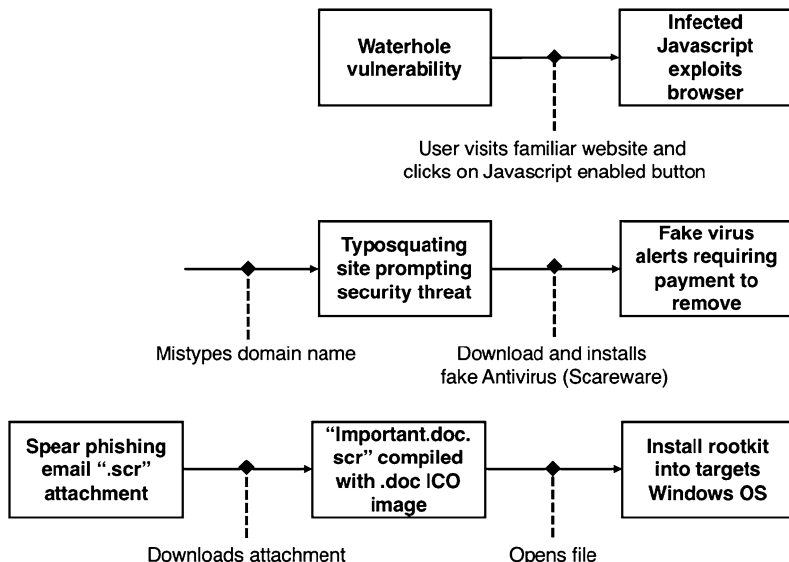 Waterhole
vulnerability
Infected
Javascript
exploits
browser
User visits familiar website and
clicks on Javascript enabled button
Typosquating
site prompting
security threat
Fake virus
alerts requiring
payment to
remove
Mistypes domain name
Download and installs
fake Antivirus (Scareware)
Spear phishing
email “.scr”
attachment
“Important.doc.
scr” compiled
with .doc ICO
image
Install rootkit
into targets
Windows OS
Downloads attachment
Opens file